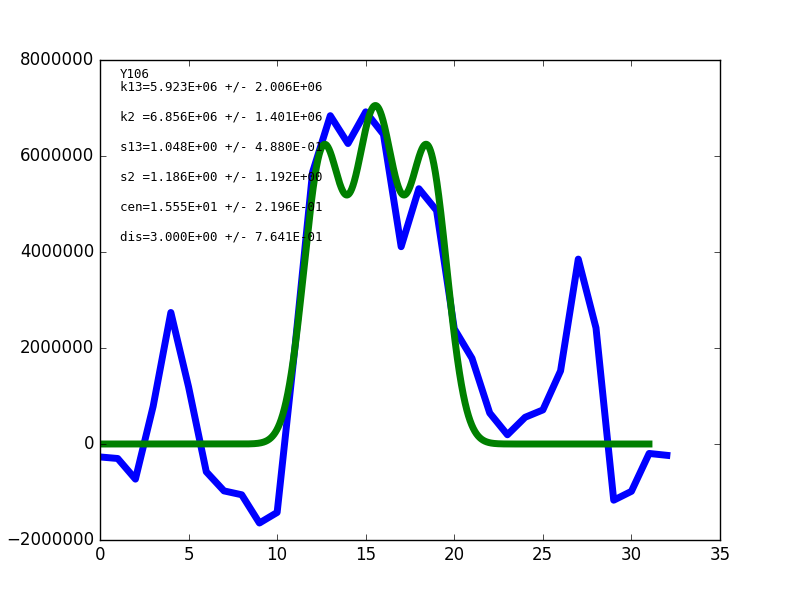 8000000
6000000
4000000
2000000
0
−2000000
0 5 10 15 20 25 30 35
Y106
k13=5.923E+06 +/- 2.006E+06
k2 =6.856E+06 +/- 1.401E+06
s13=1.048E+00 +/- 4.880E-01
s2 =1.186E+00 +/- 1.192E+00
cen=1.555E+01 +/- 2.196E-01
dis=3.000E+00 +/- 7.641E-01